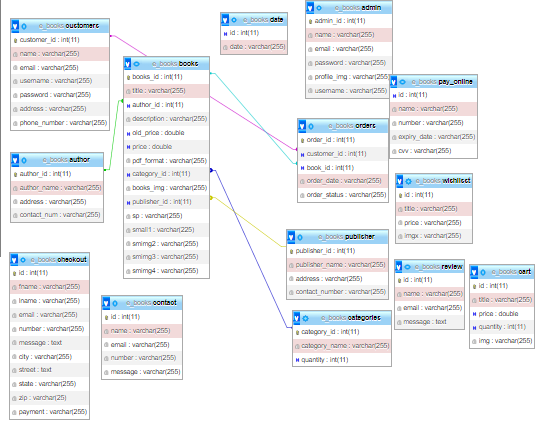 e_books customers
customer_id : int(11)
name : varchar(255)
email : varchar(255)
username : varchar(255)
password : varchar(255)
address : varchar(255)
phone_number : varchar(255)
e_books author
author_id : int(11)
author_name : varchar(255)
address : varchar(255)
contact_num : varchar(255)
e_books checkout
id : int(11)
fname : varchar(255)
lname : varchar(255)
email : varchar(255)
number : varchar(255)
message : text
city : varchar(255)
street : text
state : varchar(255)
zip : varchar(25)
payment : varchar(255)
e_books books
books_id : int(11)
title : varchar(255)
author_id : int(11)
description : varchar(255)
old_price : double
price : double
pdf_format : varchar(255)
category_id : int(11)
books_img : varchar(255)
publisher_id : int(11)
sp : varchar(255)
small1 : varchar(225)
smimg2 : varchar(255)
smimg3 : varchar(255)
smimg4 : varchar(255)
e_books contact
id : int(11)
name : varchar(255)
email : varchar(255)
number : varchar(255)
message : varchar(255)
e_books date
id : int(11)
date : varchar(255)
e_books admin
admin_id : int(11)
name : varchar(255)
email : varchar(255)
password : varchar(255)
profile_img : varchar(255)
username : varchar(255)
e_books pay_online
id : int(11)
name : varchar(255)
number : varchar(255)
expiry_date : varchar(255)
cvv : varchar(255)
e_books orders
order_id : int(11)
customer_id : int(11)
book_id : int(11)
order_date : varchar(255)
order_status : varchar(255)
e_books wishlisst
id : int(11)
title : varchar(255)
price : varchar(255)
imgx : varchar(255)
e_books publisher
publisher_id : int(11)
publisher_name : varchar(255)
address : varchar(255)
contact_number : varchar(255)
e_books categories
category_id : int(11)
category_name : varchar(255)
quantity : int(11)
e_books review
id : int(11)
name : varchar(255)
email : varchar(255)
message : text
e_books cart
id : int(11)
title : varchar(255)
price : double
quantity : int(11)
img : varchar(255)